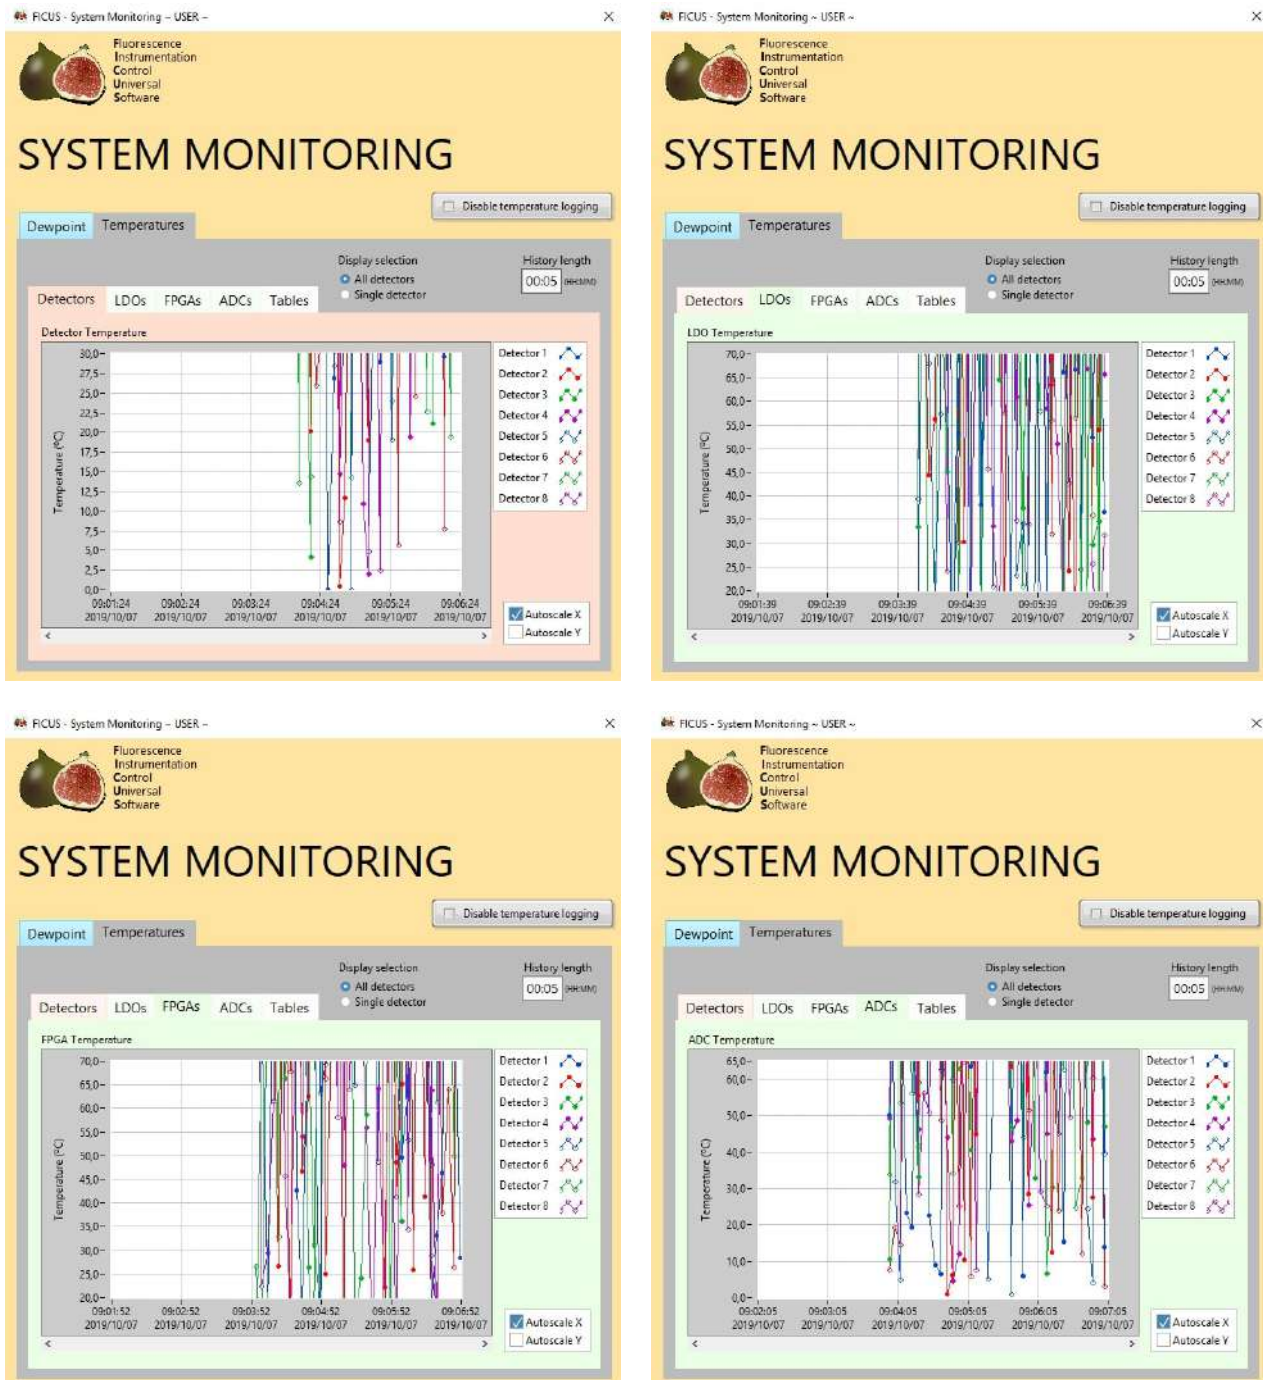 FICUS - System Monitoring ~ USER ~
Fluorescence
Instrumentation
Control
Universal
Software
SYSTEM MONITORING
Disable temperature logging
Dewpoint Temperatures
Display selection History length
All detectors 00:05 (HH:MM)
Single detector
Detectors LDOs FPGAs ADCs Tables
Detector Temperature
Temperature (ºC)
30,0
27,5
25,0
22,5
20,0
17,5
15,0
12,5
10,0
7,5
5,0
2,5
0,0
09:01:24 09:02:24 09:03:24 09:04:24 09:05:24 09:06:24
2019/10/07 2019/10/07 2019/10/07 2019/10/07 2019/10/07 2019/10/07
Detector 1
Detector 2
Detector 3
Detector 4
Detector 5
Detector 6
Detector 7
Detector 8
Autoscale X
Autoscale Y
FICUS - System Monitoring ~ USER ~
Fluorescence
Instrumentation
Control
Universal
Software
SYSTEM MONITORING
Disable temperature logging
Dewpoint Temperatures
Display selection History length
All detectors 00:05 (HH:MM)
Single detector
Detectors LDOs FPGAs ADCs Tables
LDO Temperature
Temperature (ºC)
70,0
65,0
60,0
55,0
50,0
45,0
40,0
35,0
30,0
25,0
20,0
09:01:39 09:02:39 09:03:39 09:04:39 09:05:39 09:06:39
2019/10/07 2019/10/07 2019/10/07 2019/10/07 2019/10/07 2019/10/07
Detector 1
Detector 2
Detector 3
Detector 4
Detector 5
Detector 6
Detector 7
Detector 8
Autoscale X
Autoscale Y
FICUS - System Monitoring ~ USER ~
Fluorescence
Instrumentation
Control
Universal
Software
SYSTEM MONITORING
Disable temperature logging
Dewpoint Temperatures
Display selection History length
All detectors 00:05 (HH:MM)
Single detector
Detectors LDOs FPGAs ADCs Tables
FPGA Temperature
Temperature (ºC)
70,0
65,0
60,0
55,0
50,0
45,0
40,0
35,0
30,0
25,0
20,0
09:01:52 09:02:52 09:03:52 09:04:52 09:05:52 09:06:52
2019/10/07 2019/10/07 2019/10/07 2019/10/07 2019/10/07 2019/10/07
Detector 1
Detector 2
Detector 3
Detector 4
Detector 5
Detector 6
Detector 7
Detector 8
Autoscale X
Autoscale Y
FICUS - System Monitoring ~ USER ~
Fluorescence
Instrumentation
Control
Universal
Software
SYSTEM MONITORING
Disable temperature logging
Dewpoint Temperatures
Display selection History length
All detectors 00:05 (HH:MM)
Single detector
Detectors LDOs FPGAs ADCs Tables
ADC Temperature
Temperature (ºC)
65,0
60,0
50,0
40,0
30,0
20,0
10,0
0,0
09:02:05 09:03:05 09:04:05 09:05:05 09:06:05 09:07:05
2019/10/07 2019/10/07 2019/10/07 2019/10/07 2019/10/07 2019/10/07
Detector 1
Detector 2
Detector 3
Detector 4
Detector 5
Detector 6
Detector 7
Detector 8
Autoscale X
Autoscale Y